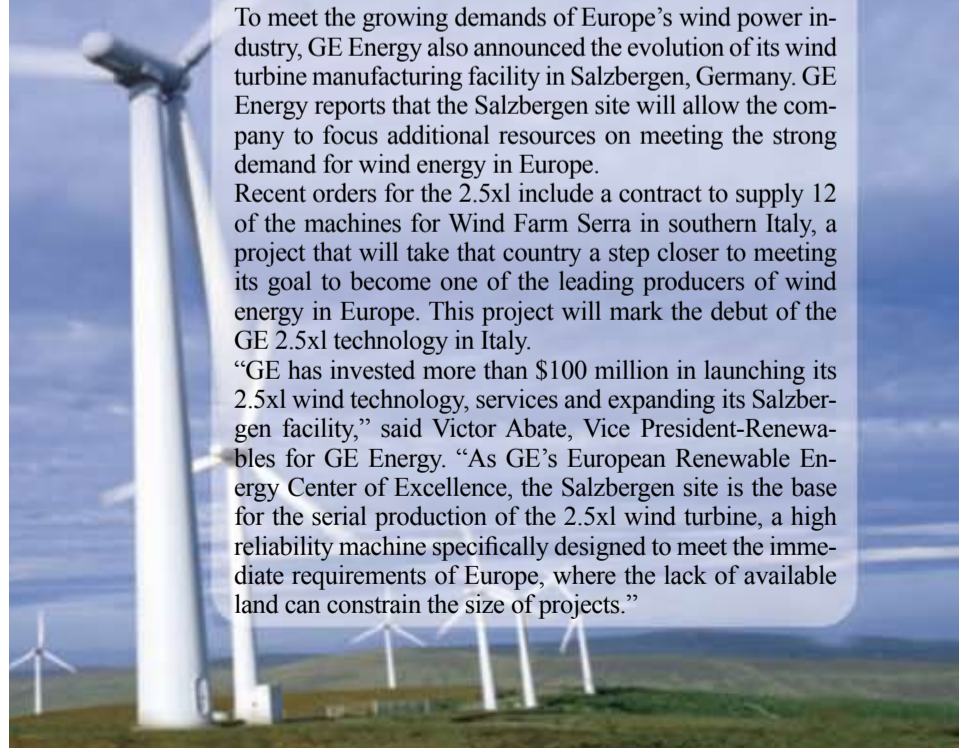 To meet the growing demands of Europe’s wind power in-
dustry, GE Energy also announced the evolution of its wind
turbine manufacturing facility in Salzbergen, Germany. GE
Energy reports that the Salzbergen site will allow the com-
pany to focus additional resources on meeting the strong
demand for wind energy in Europe.
Recent orders for the 2.5xl include a contract to supply 12
of the machines for Wind Farm Serra in southern Italy, a
project that will take that country a step closer to meeting
its goal to become one of the leading producers of wind
energy in Europe. This project will mark the debut of the
GE 2.5xl technology in Italy.
“GE has invested more than $100 million in launching its
2.5xl wind technology, services and expanding its Salzber-
gen facility,” said Victor Abate, Vice President-Renewa-
bles for GE Energy. “As GE’s European Renewable En-
ergy Center of Excellence, the Salzbergen site is the base
for the serial production of the 2.5xl wind turbine, a high
reliability machine specifically designed to meet the imme-
diate requirements of Europe, where the lack of available
land can constrain the size of projects.”